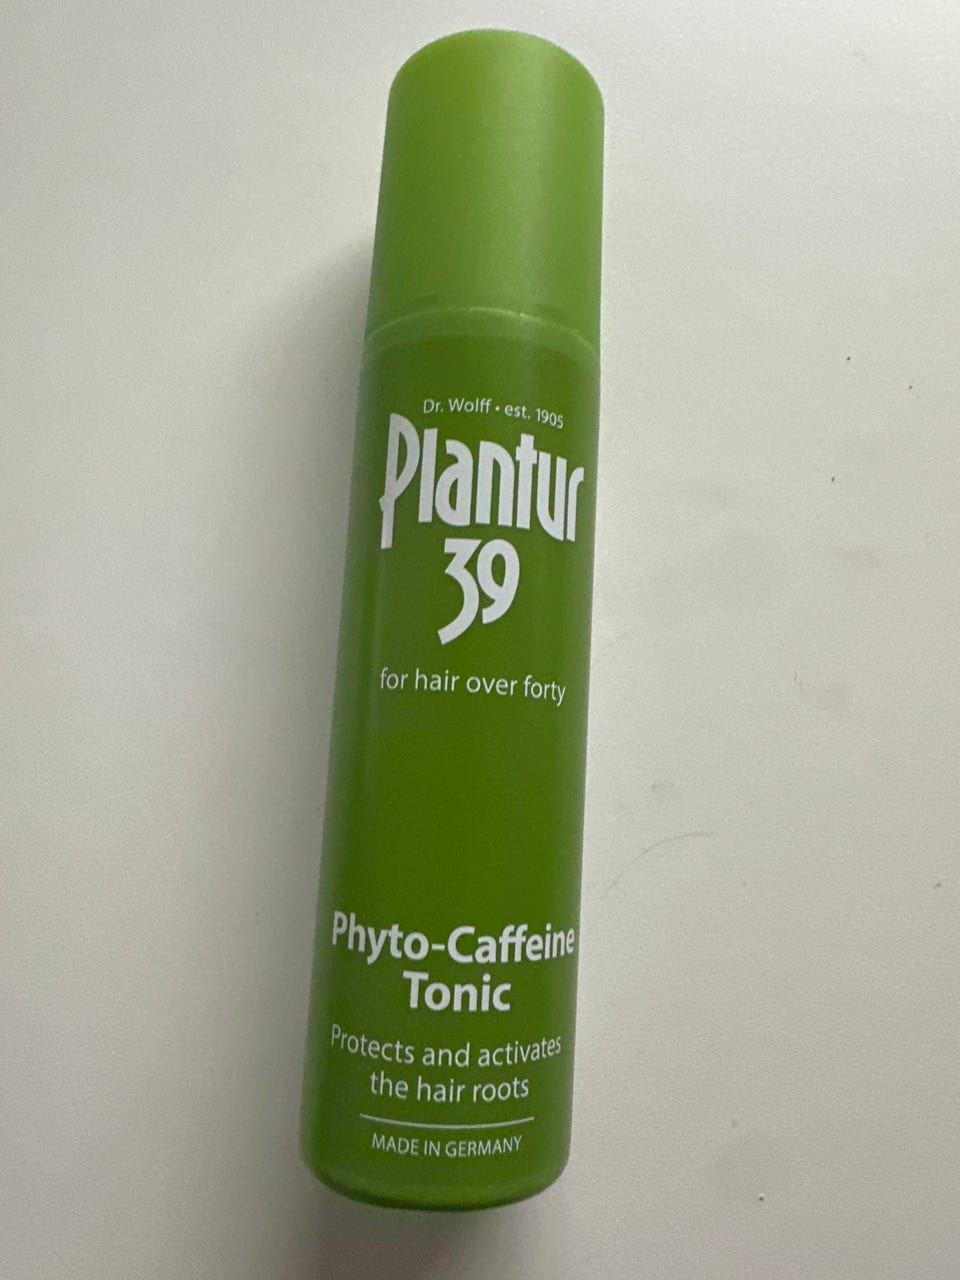 Dr. Wolff • est. 1905
Plantur
39
for hair over forty
Phyto-Caffeine
Tonic
Protects and activates
the hair roots
MADE IN GERMANY